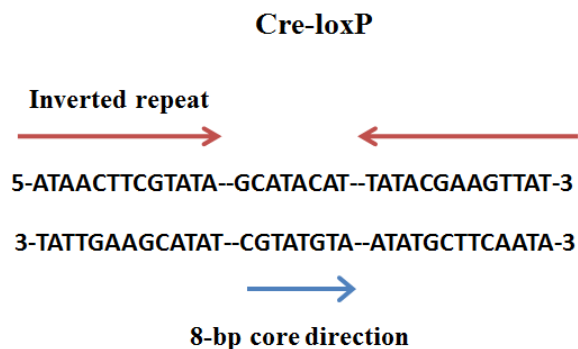 Cre-loxP
Inverted repeat
5-ATAACTTCGTATA--GCATACAT--TATACGAAGTTAT-3
3-TATTGAAGCATAT--CGTATGTA--ATATGCTTCAATA-3
8-bp core direction